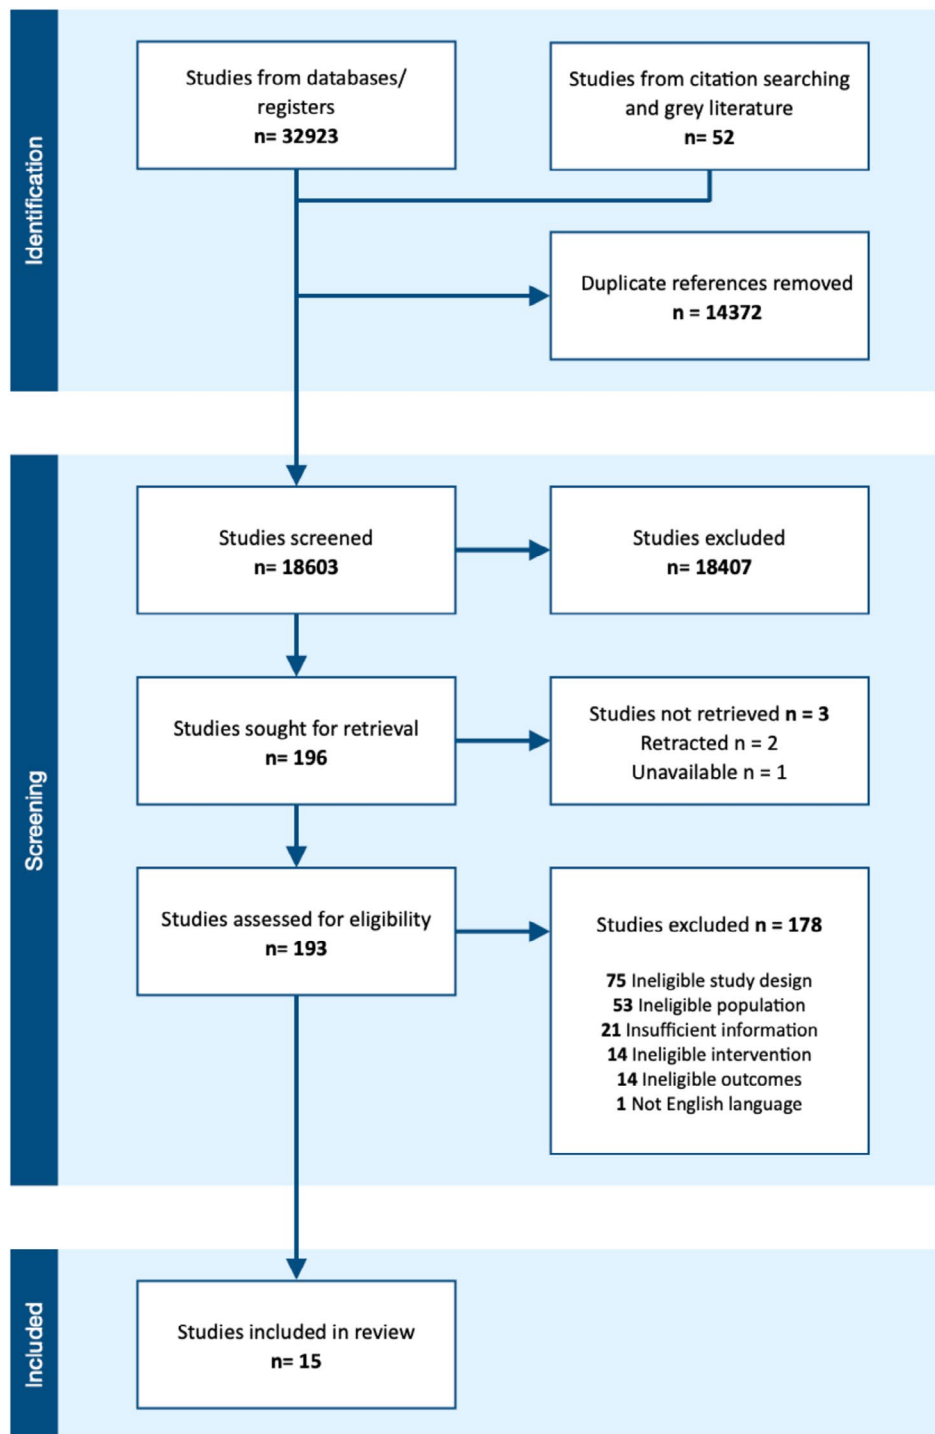 Identification
Studies from databases/
registers
n= 32923
Studies from citation searching
and grey literature
n= 52
Duplicate references removed
n = 14372
Screening
Studies screened
n= 18603
Studies excluded
n= 18407
Studies sought for retrieval
n= 196
Studies not retrieved n = 3
Retracted n = 2
Unavailable n = 1
Studies assessed for eligibility
n= 193
Studies excluded n = 178
75 Ineligible study design
53 Ineligible population
21 Insufficient information
14 Ineligible intervention
14 Ineligible outcomes
1 Not English language
Included
Studies included in review
n= 15